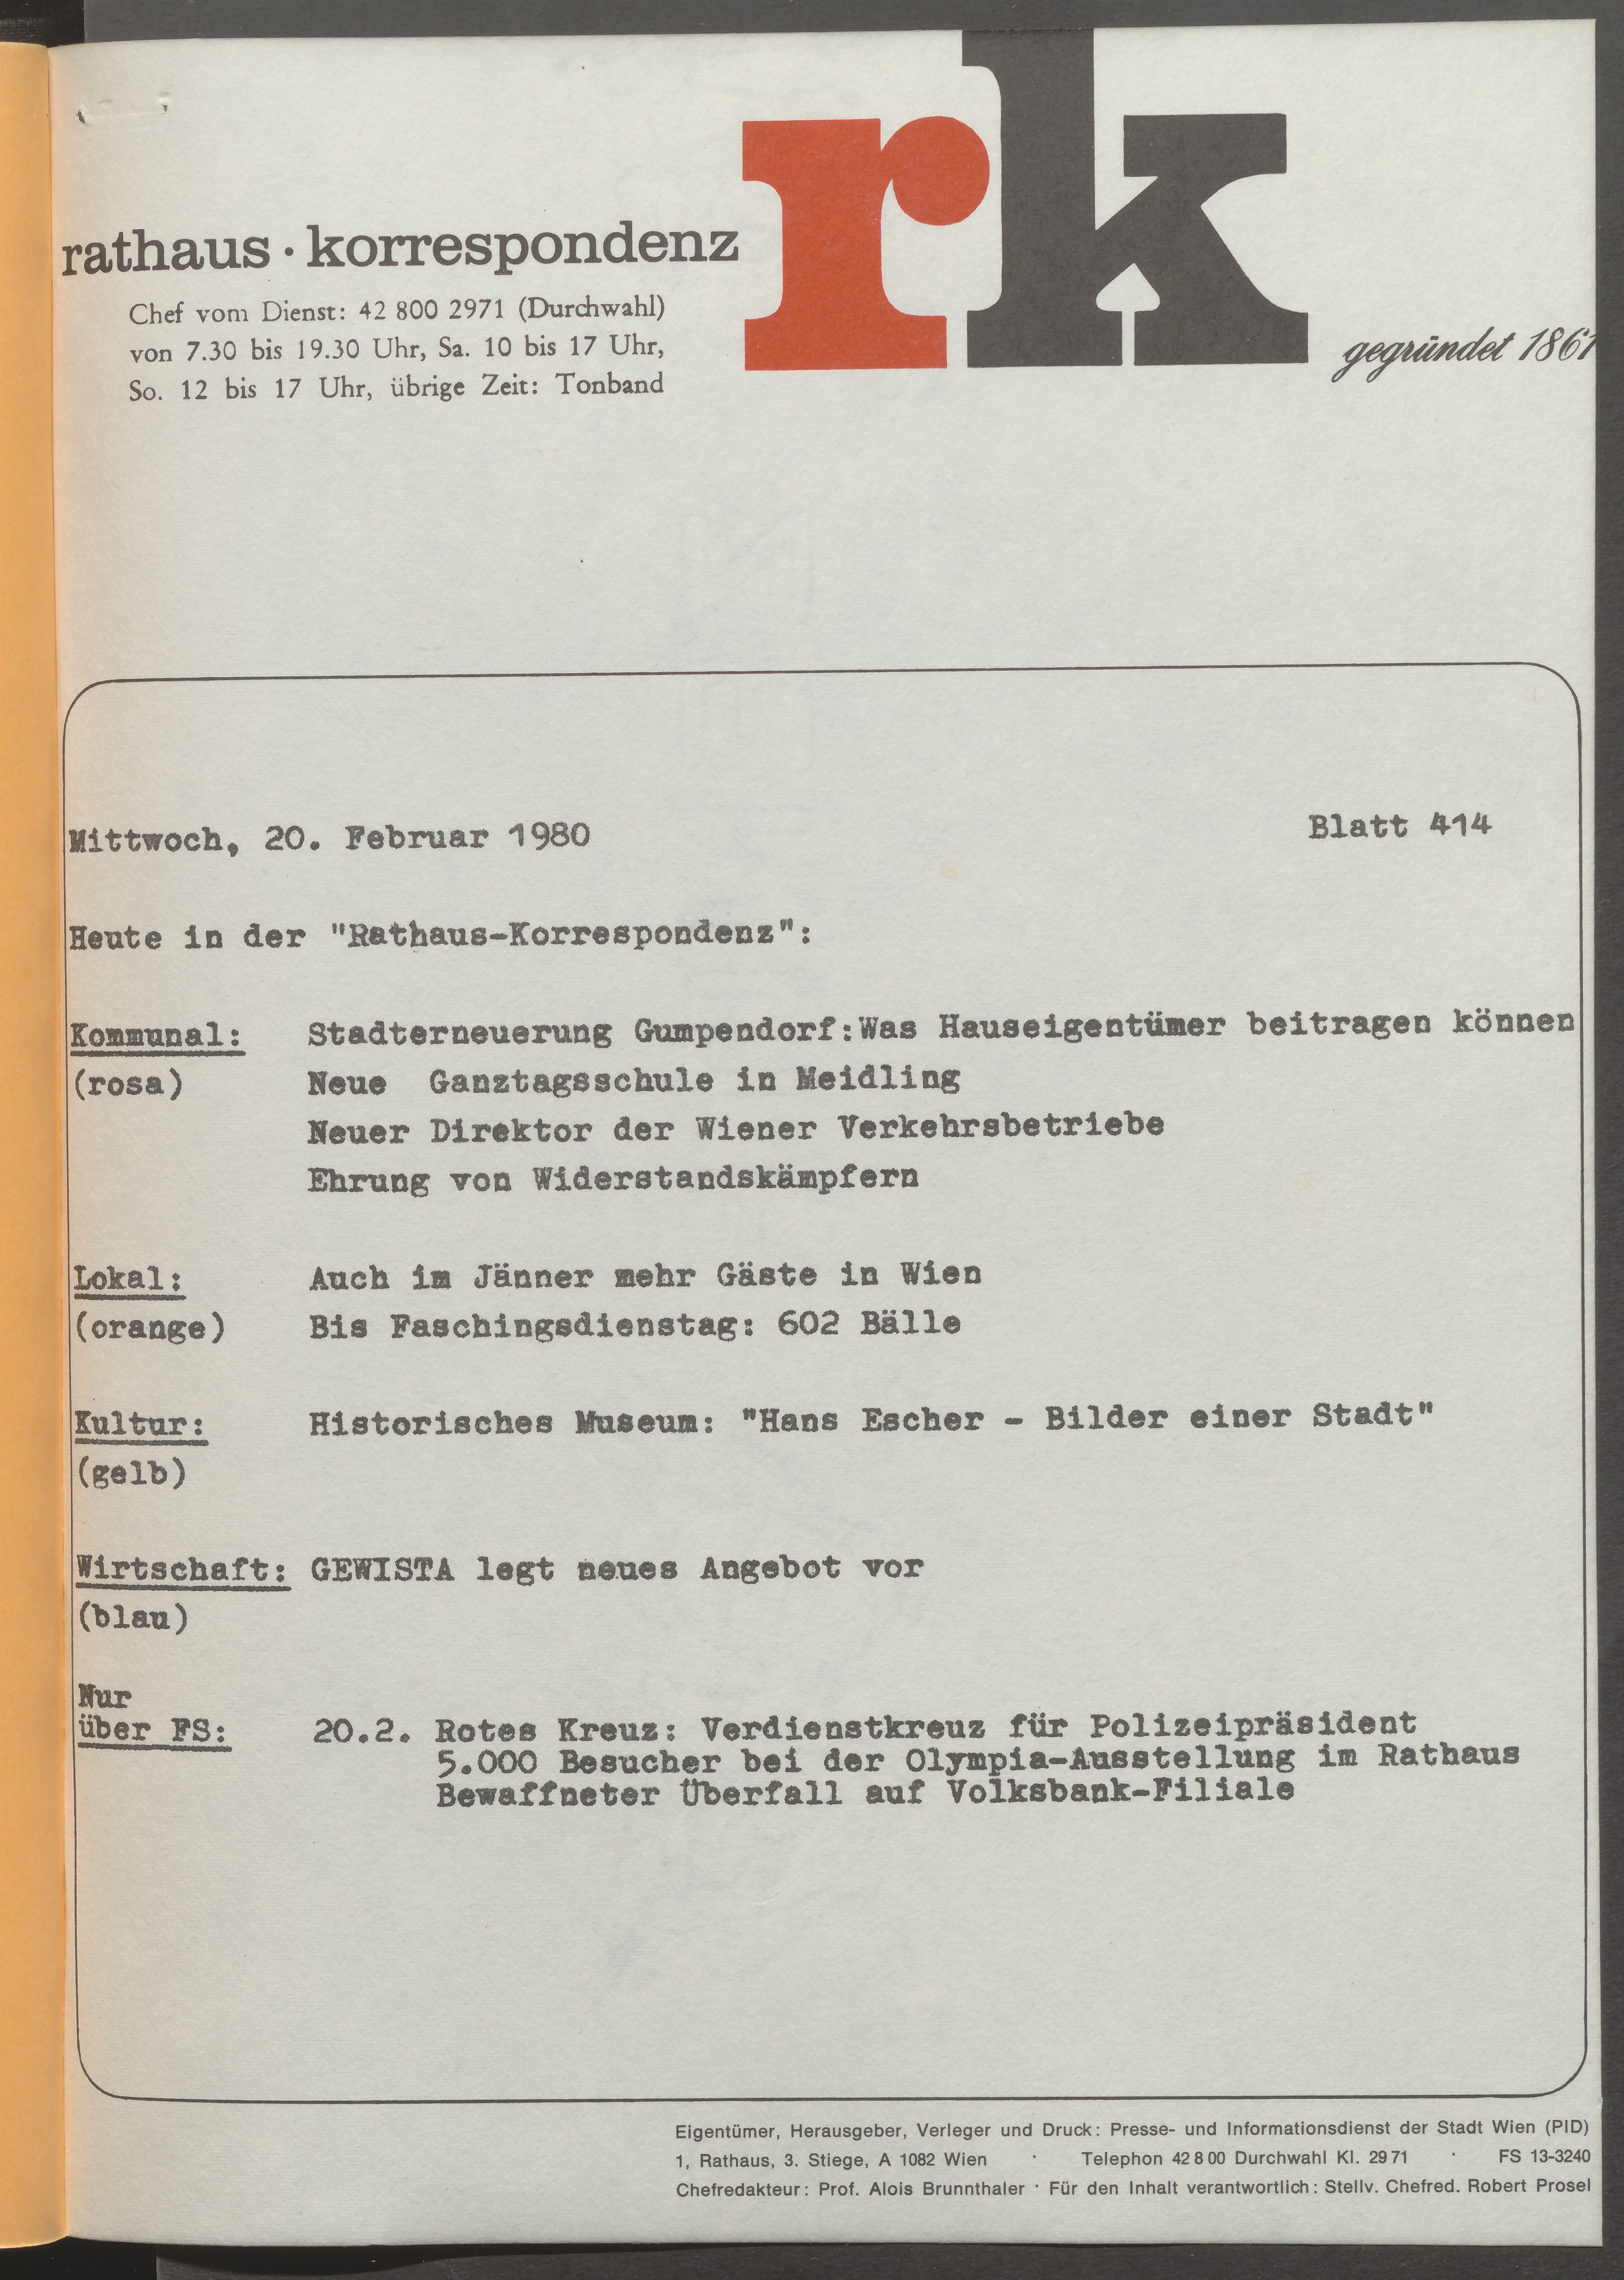 rk
rathaus · korrespondenz
Chef vom Dienst: 42 800 2971 (Durchwahl)
von 7.30 bis 19.30 Uhr, Sa. 10 bis 17 Uhr,
So. 12 bis 17 Uhr, übrige Zeit: Tonband
gegründet 1861
Mittwoch, 20. Februar 1980 Blatt 414
Heute in der "Rathaus-Korrespondenz":
Kommunal: Stadterneuerung Gumpendorf:Was Hauseigentümer beitragen können
(rosa) Neue Ganztagsschule in Meidling
Neuer Direktor der Wiener Verkehrsbetriebe
Ehrung von Widerstandskämpfern
Lokal: Auch im Jänner mehr Gäste in Wien
(orange) Bis Faschingsdienstag: 602 Bälle
Kultur: Historisches Museum: "Hans Escher - Bilder einer Stadt"
(gelb)
Wirtschaft: GEWISTA legt neues Angebot vor
(blau)
Nur
über FS: 20.2. Rotes Kreuz: Verdienstkreuz für Polizeipräsident
5.000 Besucher bei der Olympia-Ausstellung im Rathaus
Bewaffneter Überfall auf Volksbank-Filiale
Eigentümer, Herausgeber, Verleger und Druck: Presse- und Informationsdienst der Stadt Wien (PID)
1, Rathaus, 3. Stiege, A 1082 Wien · Telephon 42 8 00 Durchwahl Kl. 29 71 · FS 13-3240
Chefredakteur: Prof. Alois Brunnthaler · Für den Inhalt verantwortlich: Stellv. Chefred. Robert Prosel